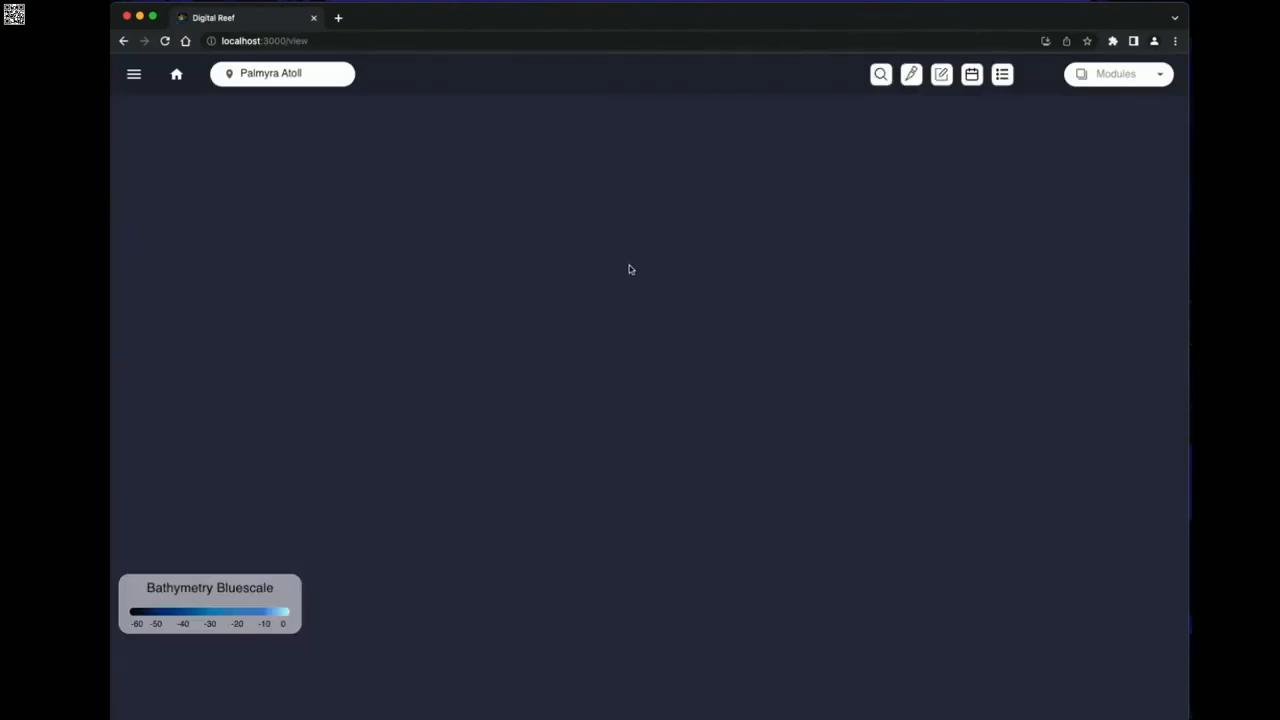 Digital Reef
localhost:3000/view
Palmyra Atoll
Modules
Bathymetry Bluescale
-60 -50 -40 -30 -20 -10 0